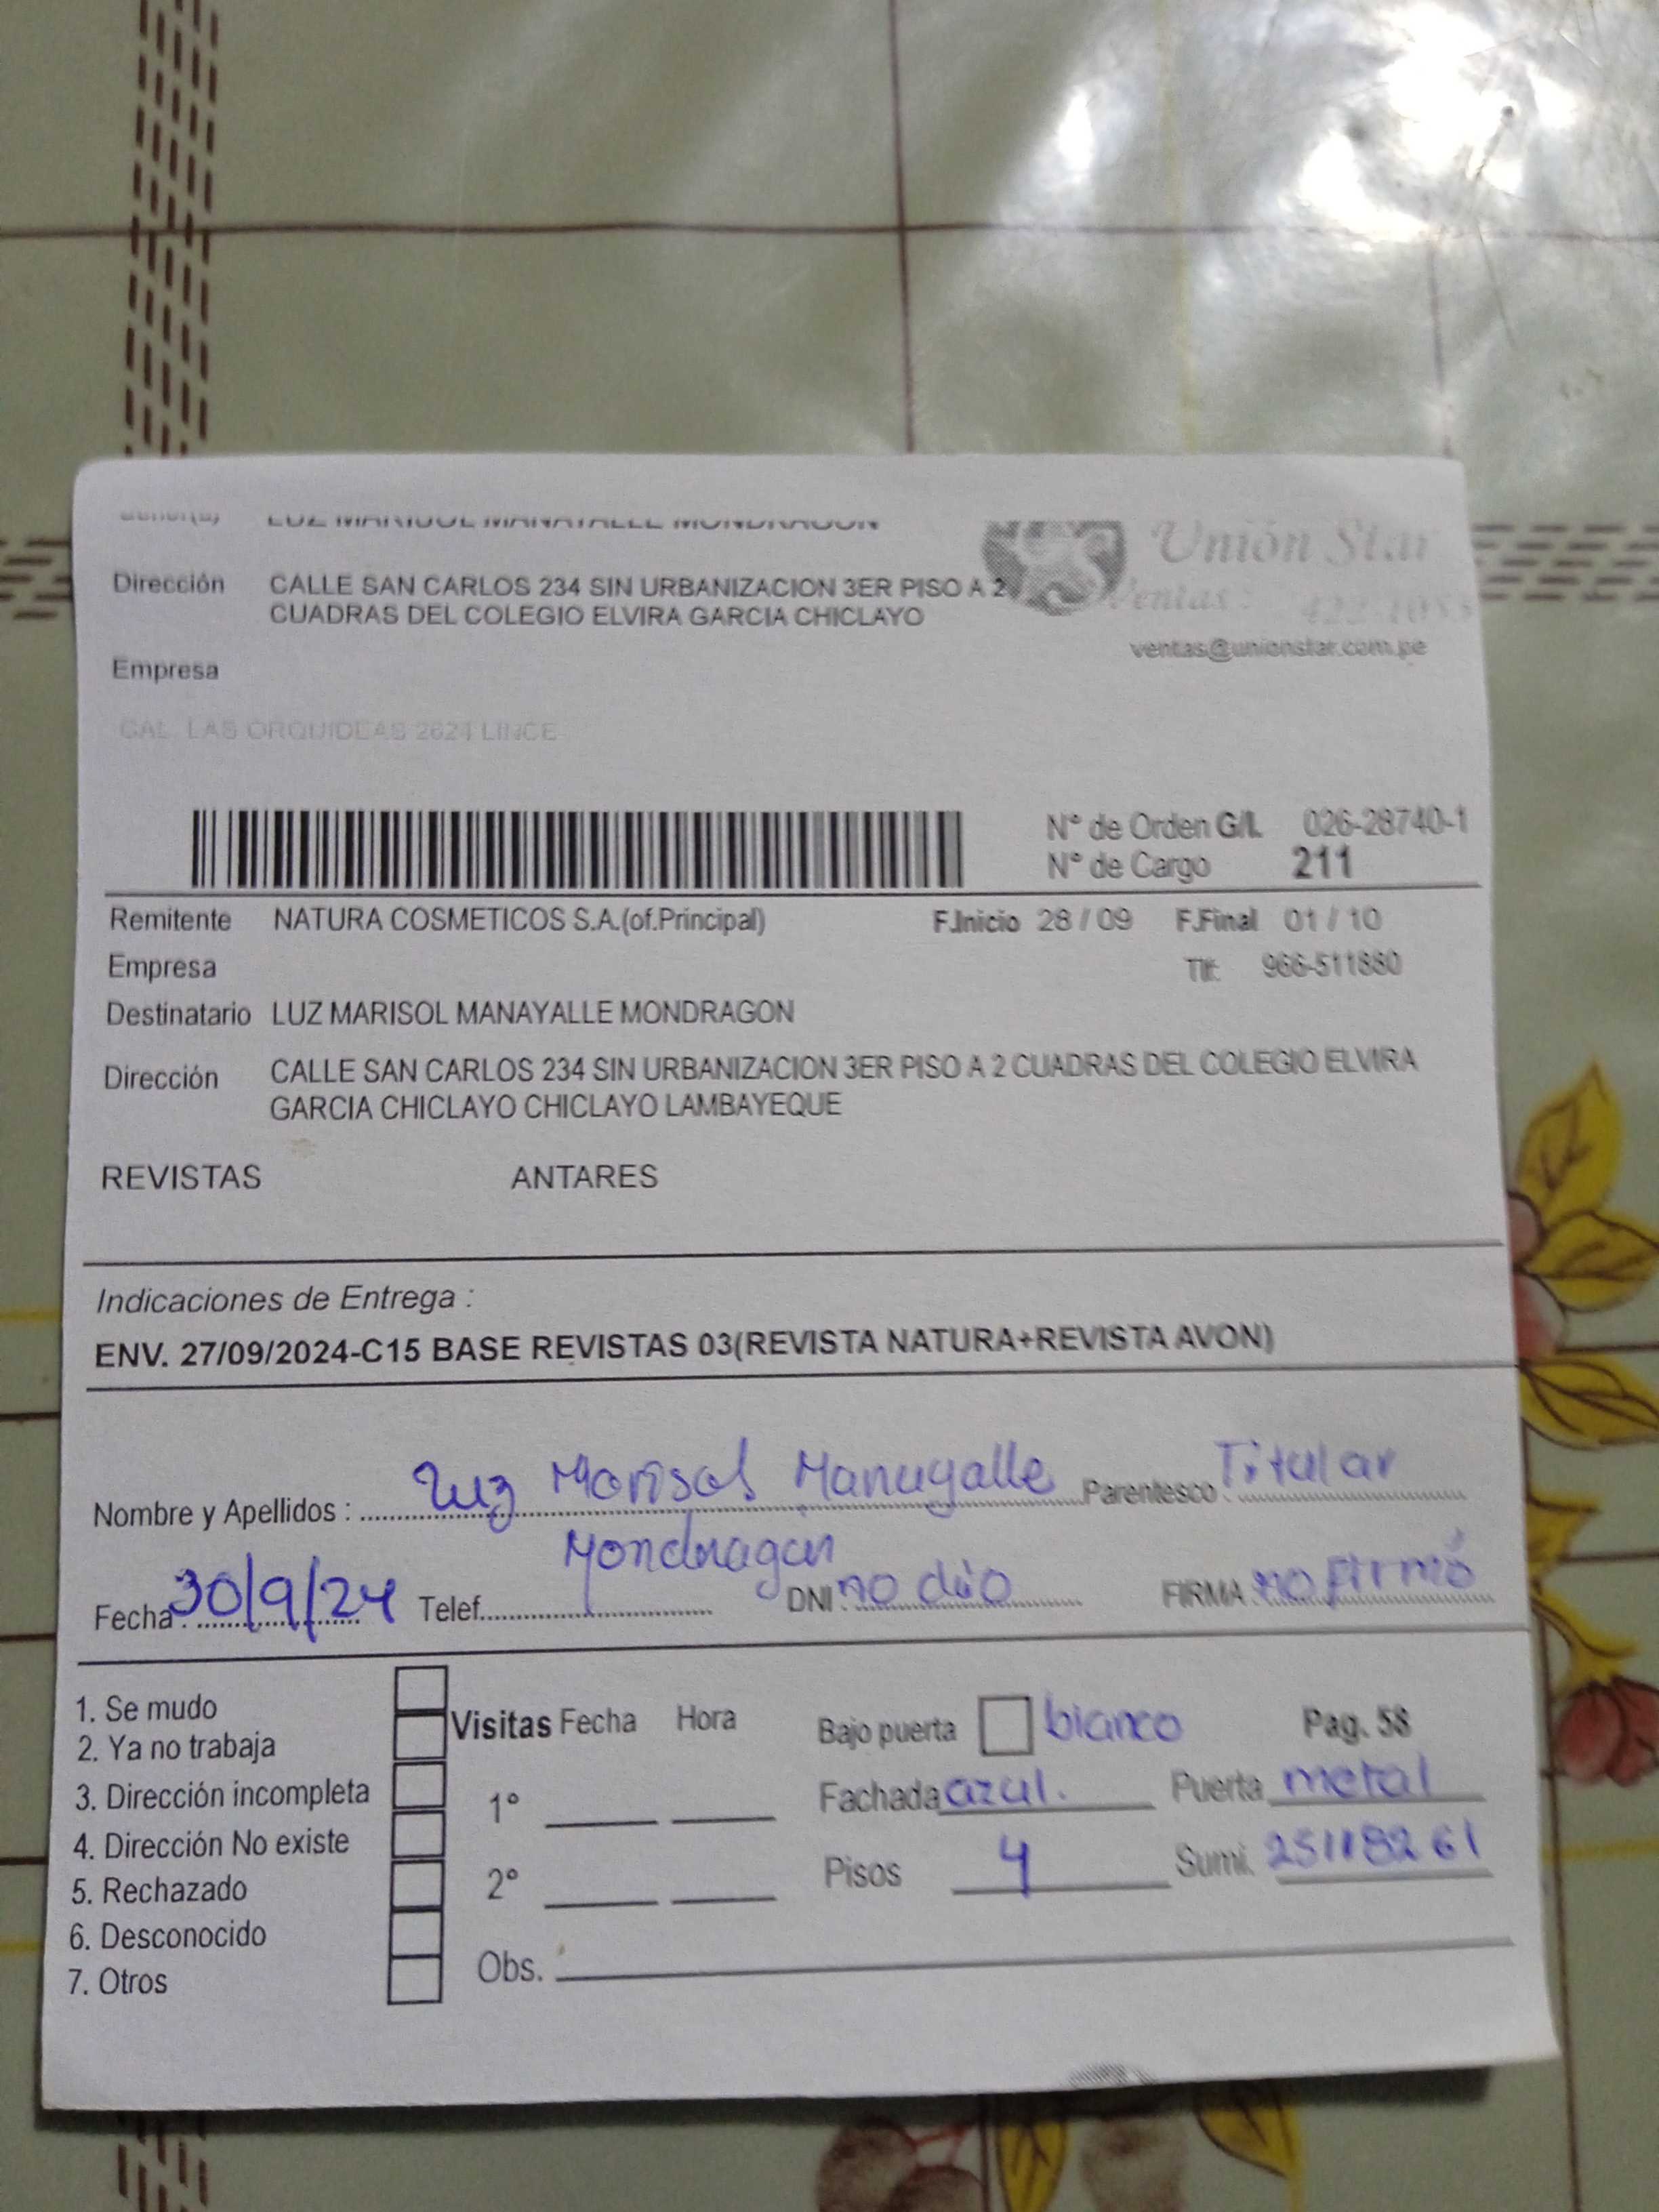 Señor(a) LUZ MARISOL MANAYALLE MONDRAGON
Unión Star
Dirección CALLE SAN CARLOS 234 SIN URBANIZACION 3ER PISO A 2
CUADRAS DEL COLEGIO ELVIRA GARCIA CHICLAYO
Ventas :
ventas@unionstar.com.pe
Empresa
CAL. LAS ORQUIDEAS 2624 LINCE
N° de Orden G/L 026-28740-1
N° de Cargo 211
Remitente NATURA COSMETICOS S.A.(of.Principal) F.Inicio 28 / 09 F.Final 01 / 10
Empresa Tlf: 966-511880
Destinatario LUZ MARISOL MANAYALLE MONDRAGON
Dirección CALLE SAN CARLOS 234 SIN URBANIZACION 3ER PISO A 2 CUADRAS DEL COLEGIO ELVIRA
GARCIA CHICLAYO CHICLAYO LAMBAYEQUE
REVISTAS ANTARES
Indicaciones de Entrega :
ENV. 27/09/2024-C15 BASE REVISTAS 03(REVISTA NATURA+REVISTA AVON)
Nombre y Apellidos : Luz Marisol Manayalle Parentesco Titular
Mondragon
Fecha : 30/9/24 Telef. DNI : no dio FIRMA no firmó
1. Se mudo
2. Ya no trabaja
3. Dirección incompleta
4. Dirección No existe
5. Rechazado
6. Desconocido
7. Otros
Visitas Fecha Hora
1°
2°
Obs.
Bajo puerta blanco Pag. 58
Fachada azul. Puerta metal
Pisos 4 Sumi. 25118261